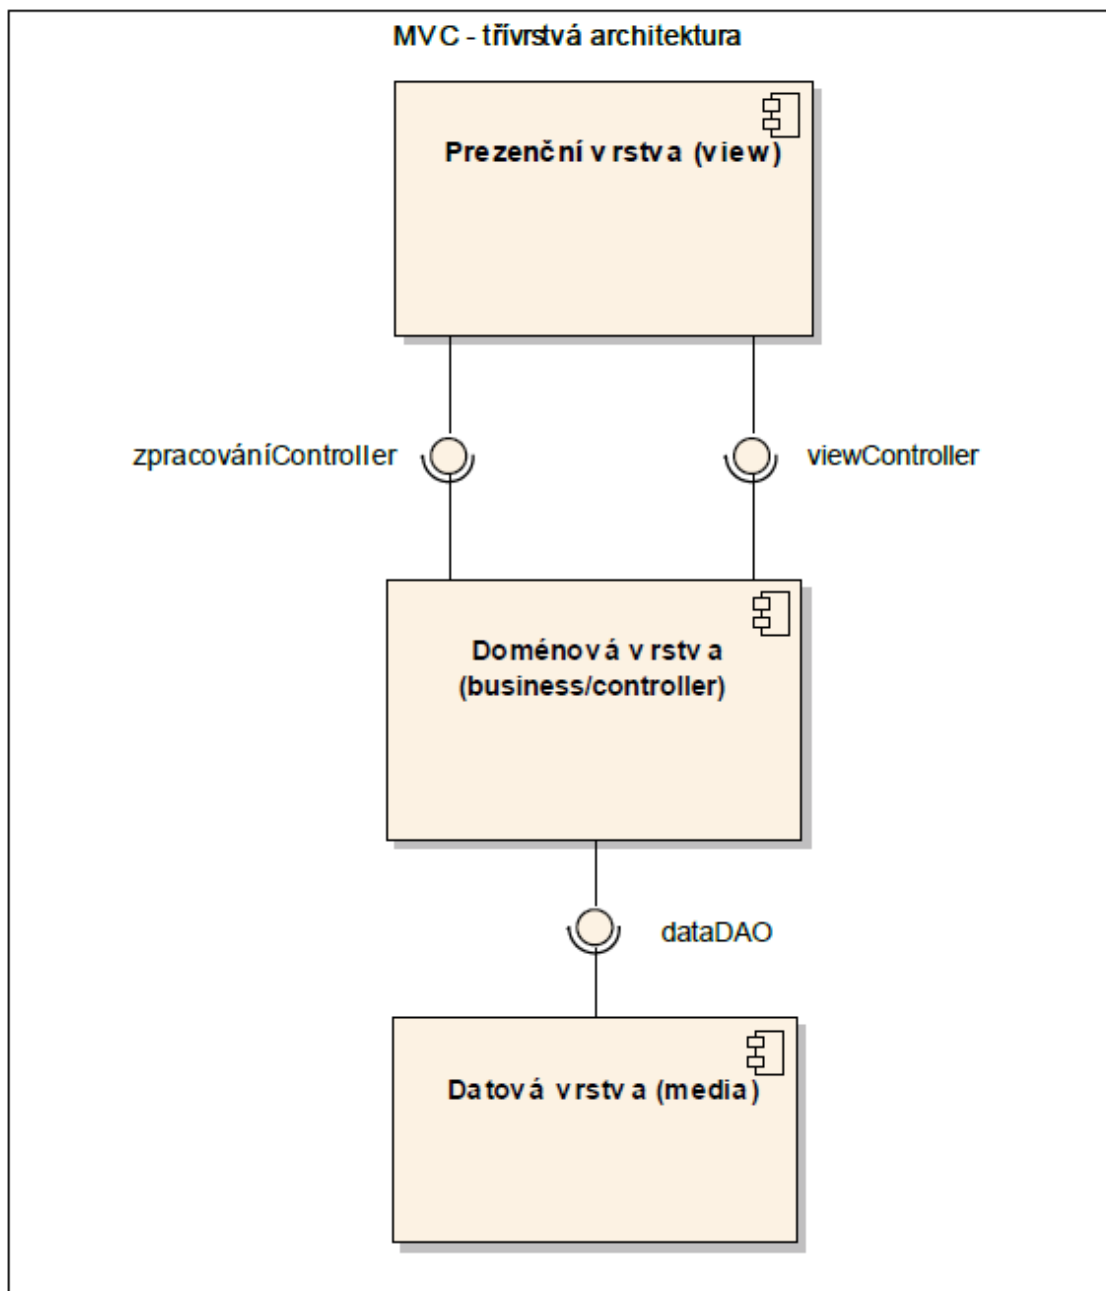 MVC - třívrstvá architektura
Prezenční vrstva (view)
zpracováníController
viewController
Doménová vrstva
(business/controller)
dataDAO
Datová vrstva (media)